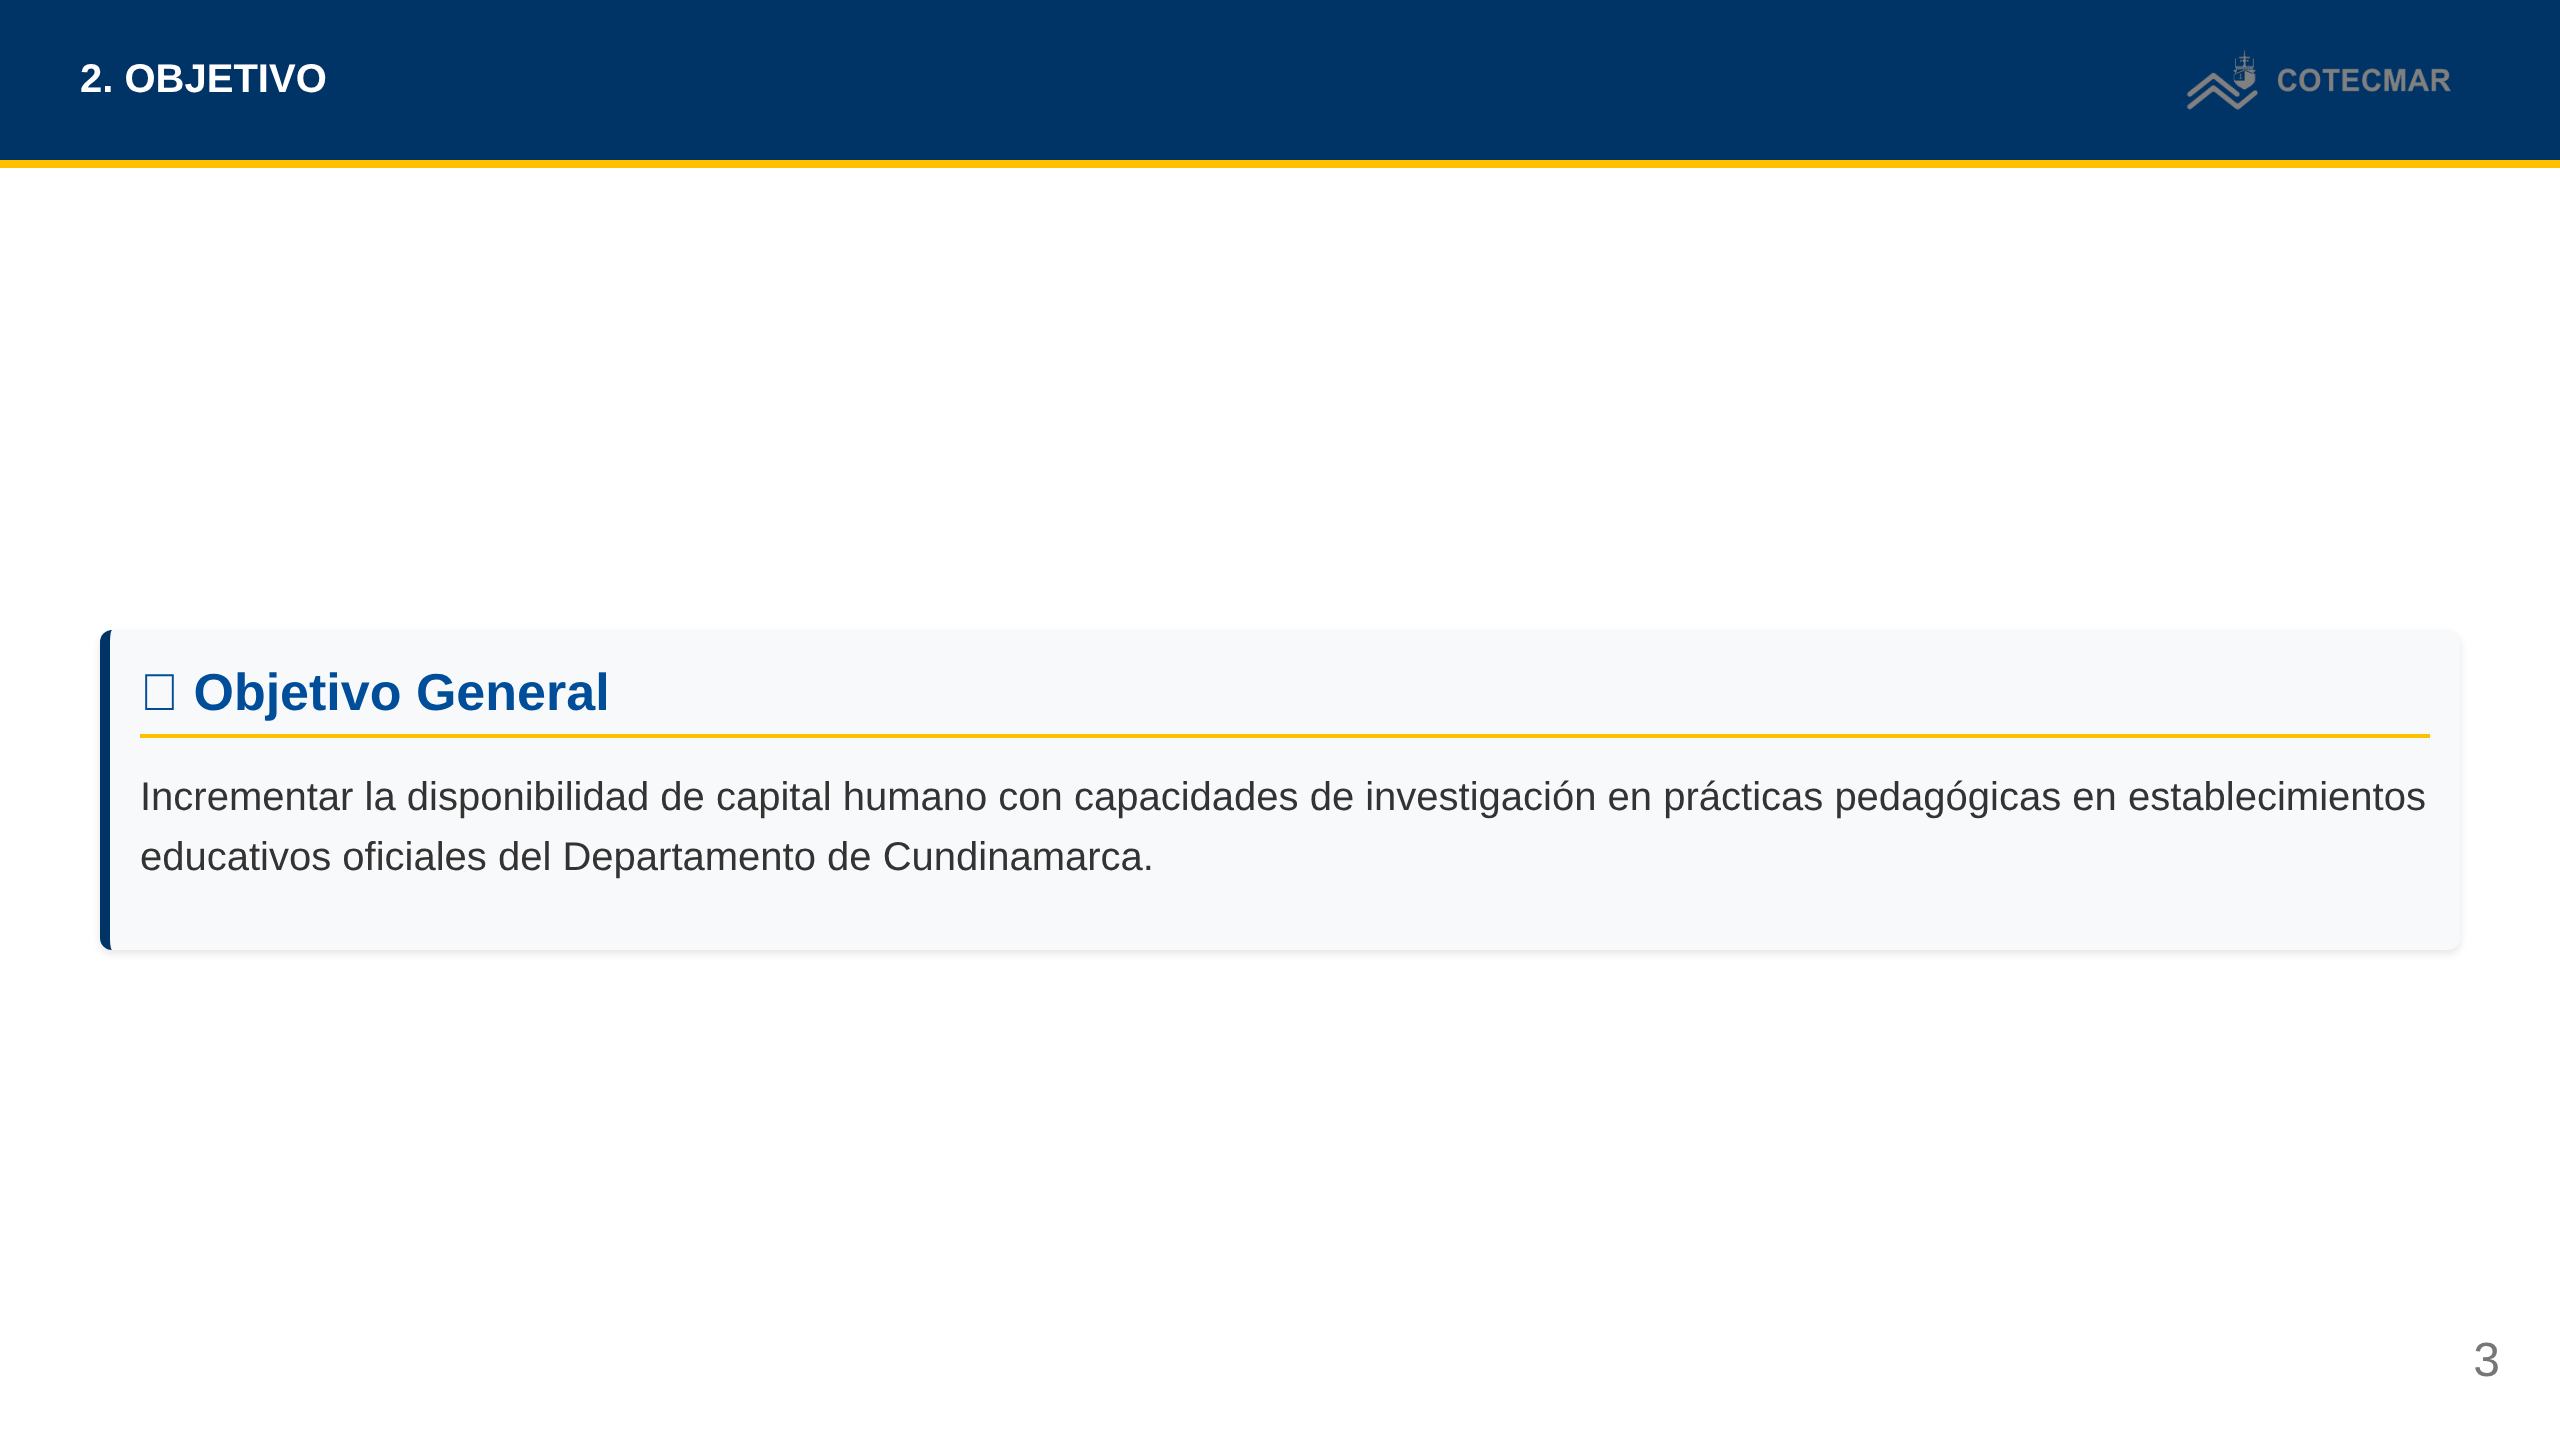 2. OBJETIVO
COTECMAR
Objetivo General
Incrementar la disponibilidad de capital humano con capacidades de investigación en prácticas pedagógicas en establecimientos
educativos oficiales del Departamento de Cundinamarca.
3